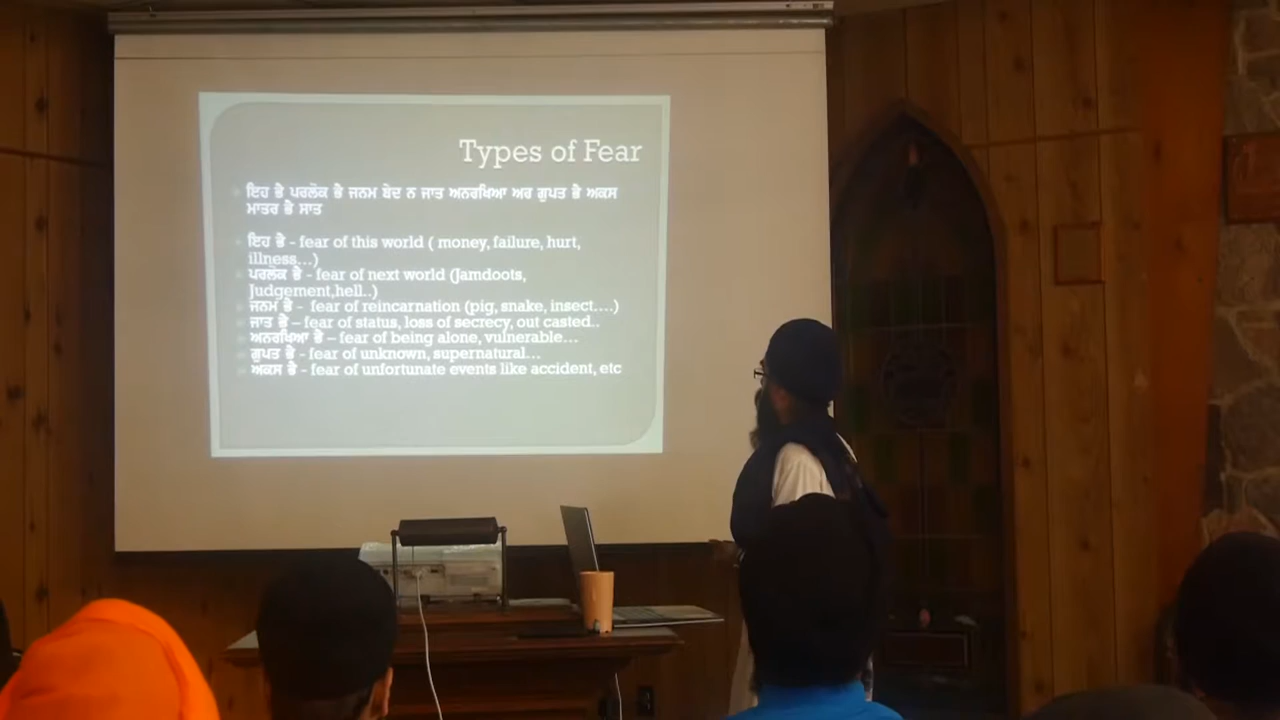 Types of Fear
ਇਹ ਭੈ ਪਰਲੋਕ ਭੈ ਜਨਮ ਬੇਦ ਨ ਜਾਤ ਅਨਰਖਿਆ ਅਰ ਗੁਪਤ ਭੈ ਅਕਸ
ਮਾਤਰ ਭੈ ਸਾਤ
ਇਹ ਭੈ - fear of this world ( money, failure, hurt,
illness...)
ਪਰਲੋਕ ਭੈ - fear of next world (Jamdoots,
Judgement,hell..)
ਜਨਮ ਭੈ - fear of reincarnation (pig, snake, insect....)
ਜਾਤ ਭੈ – fear of status, loss of secrecy, out casted..
ਅਨਰਖਿਆ ਭੈ – fear of being alone, vulnerable...
ਗੁਪਤ ਭੈ - fear of unknown, supernatural...
ਅਕਸ ਭੈ - fear of unfortunate events like accident, etc